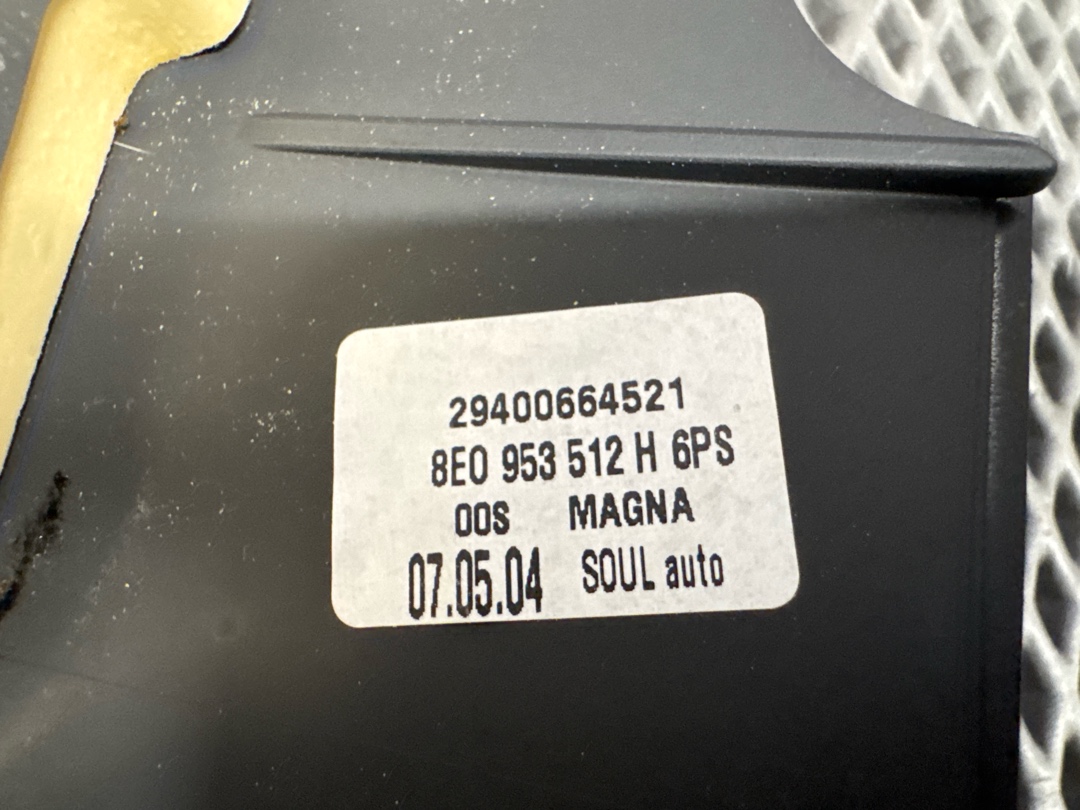 29400664521
8E0 953 512 H 6PS
00S MAGNA
07.05.04 SOUL auto